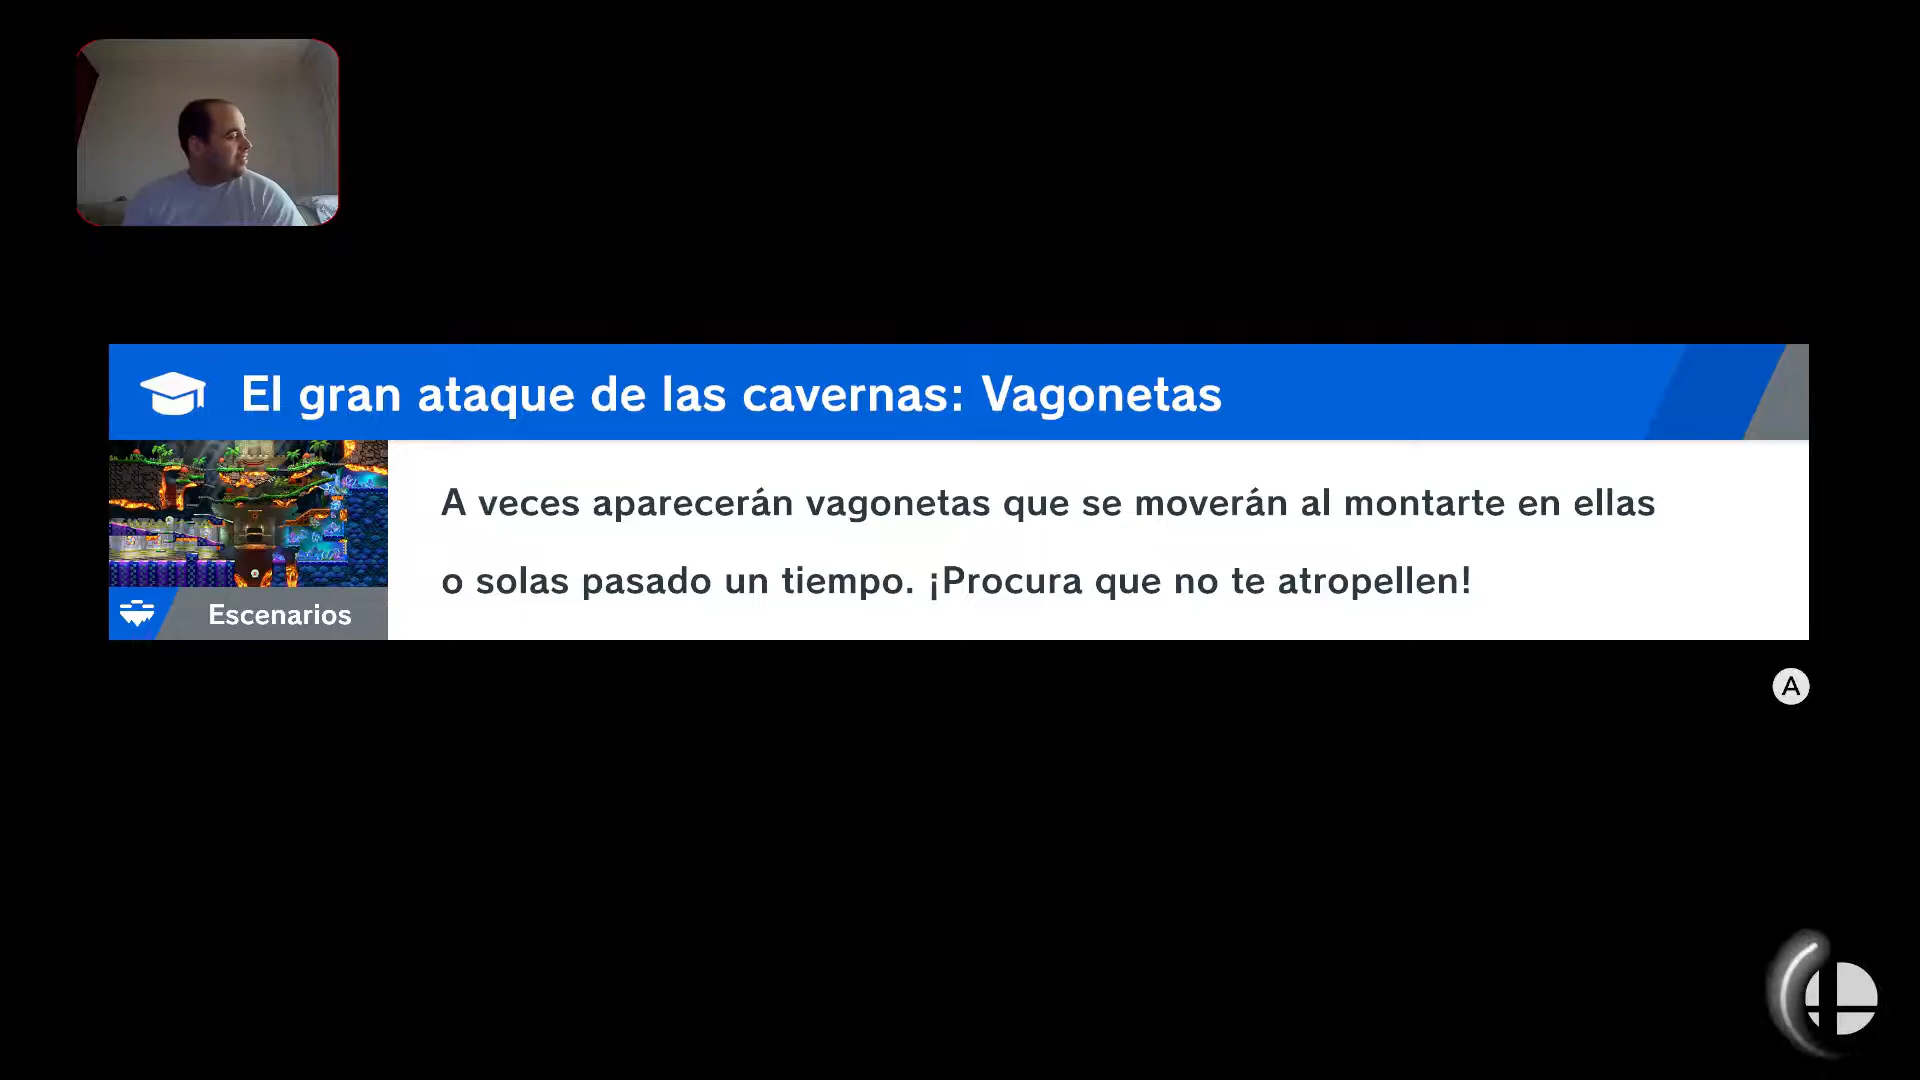 El gran ataque de las cavernas: Vagonetas
A veces aparecerán vagonetas que se moverán al montarte en ellas
o solas pasado un tiempo. ¡Procura que no te atropellen!
Escenarios
A